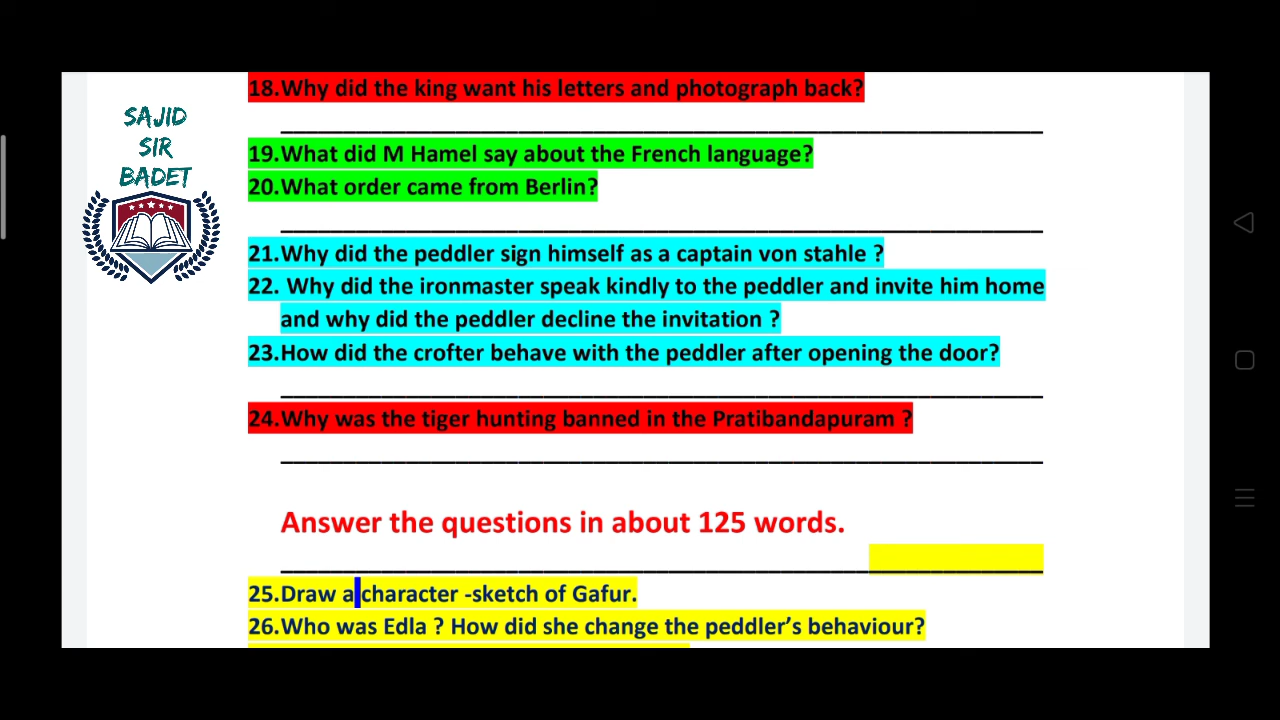 SAJID
SIR
BADET
18.Why did the king want his letters and photograph back?
19.What did M Hamel say about the French language?
20.What order came from Berlin?
21.Why did the peddler sign himself as a captain von stahle ?
22. Why did the ironmaster speak kindly to the peddler and invite him home
and why did the peddler decline the invitation ?
23.How did the crofter behave with the peddler after opening the door?
24.Why was the tiger hunting banned in the Pratibandapuram ?
Answer the questions in about 125 words.
25.Draw a character -sketch of Gafur.
26.Who was Edla ? How did she change the peddler’s behaviour?